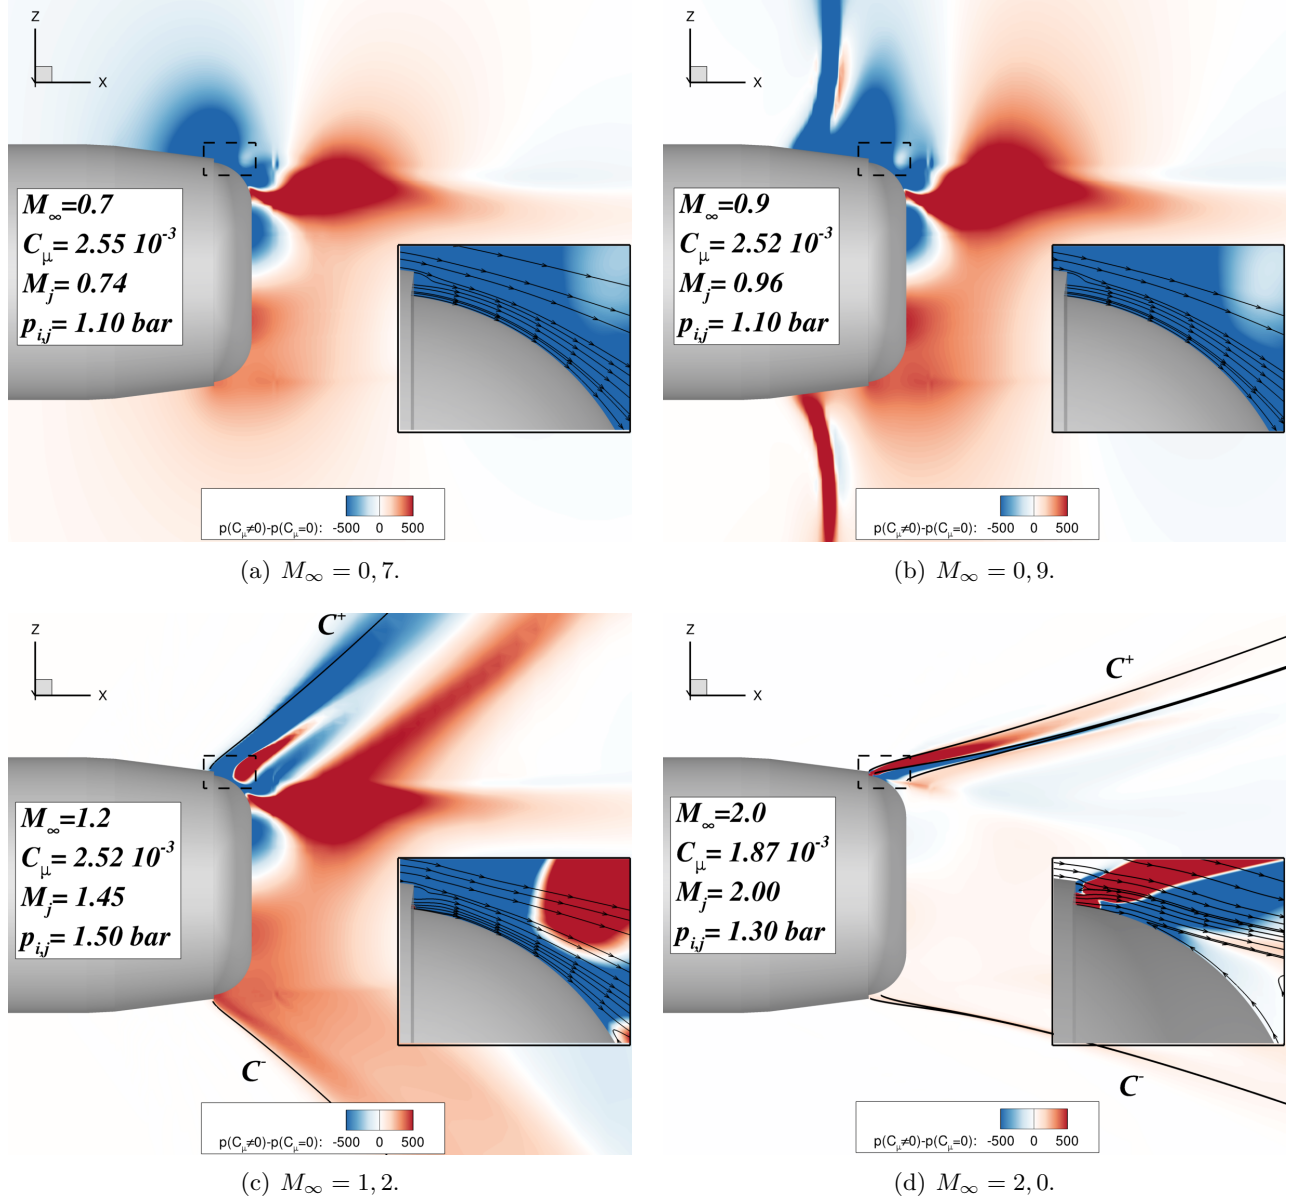 Z
X
M∞=0.7
Cμ= 2.55 10⁻³
Mj= 0.74
pi,j= 1.10 bar
p(Cμ≠0)-p(Cμ=0): -500 0 500
(a) M∞ = 0,7.
Z
X
M∞=0.9
Cμ= 2.52 10⁻³
Mj= 0.96
pi,j= 1.10 bar
p(Cμ≠0)-p(Cμ=0): -500 0 500
(b) M∞ = 0,9.
Z
X
C⁺
M∞=1.2
Cμ= 2.52 10⁻³
Mj= 1.45
pi,j= 1.50 bar
C⁻
p(Cμ≠0)-p(Cμ=0): -500 0 500
(c) M∞ = 1,2.
Z
X
C⁺
M∞=2.0
Cμ= 1.87 10⁻³
Mj= 2.00
pi,j= 1.30 bar
C⁻
p(Cμ≠0)-p(Cμ=0): -500 0 500
(d) M∞ = 2,0.